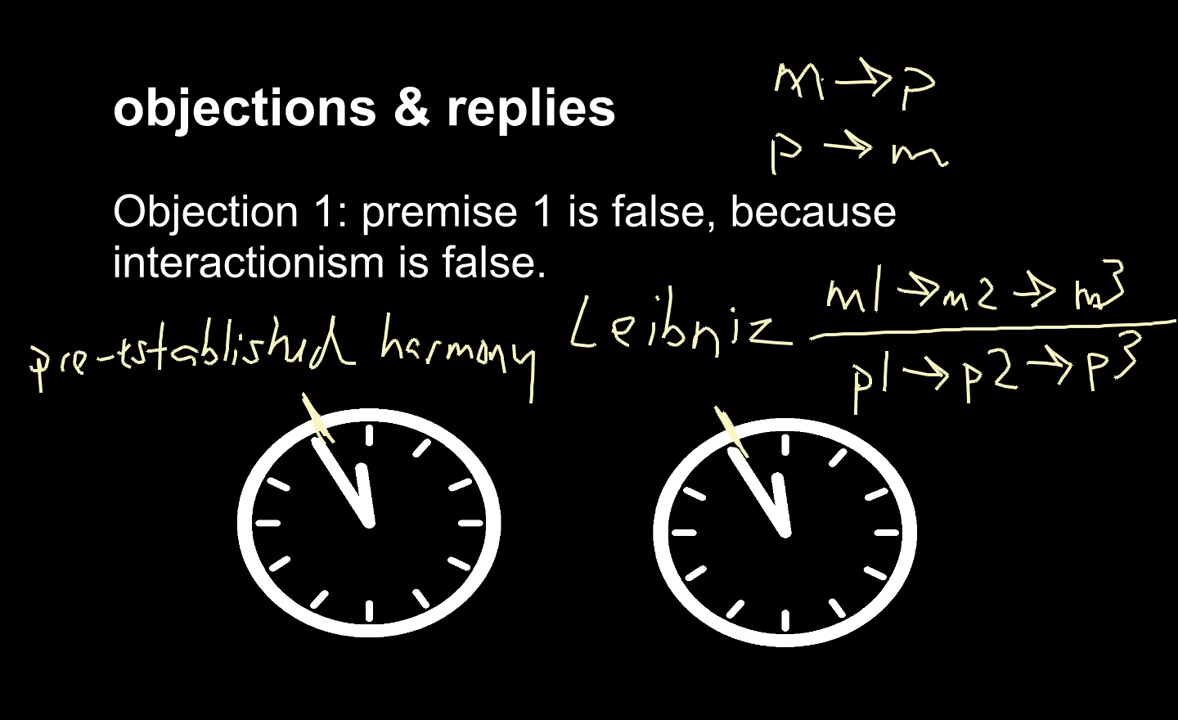 m→p
objections & replies
p→m
Objection 1: premise 1 is false, because
interactionism is false.
m1→m2→m3
Leibniz
pre-established harmony
p1→p2→p3